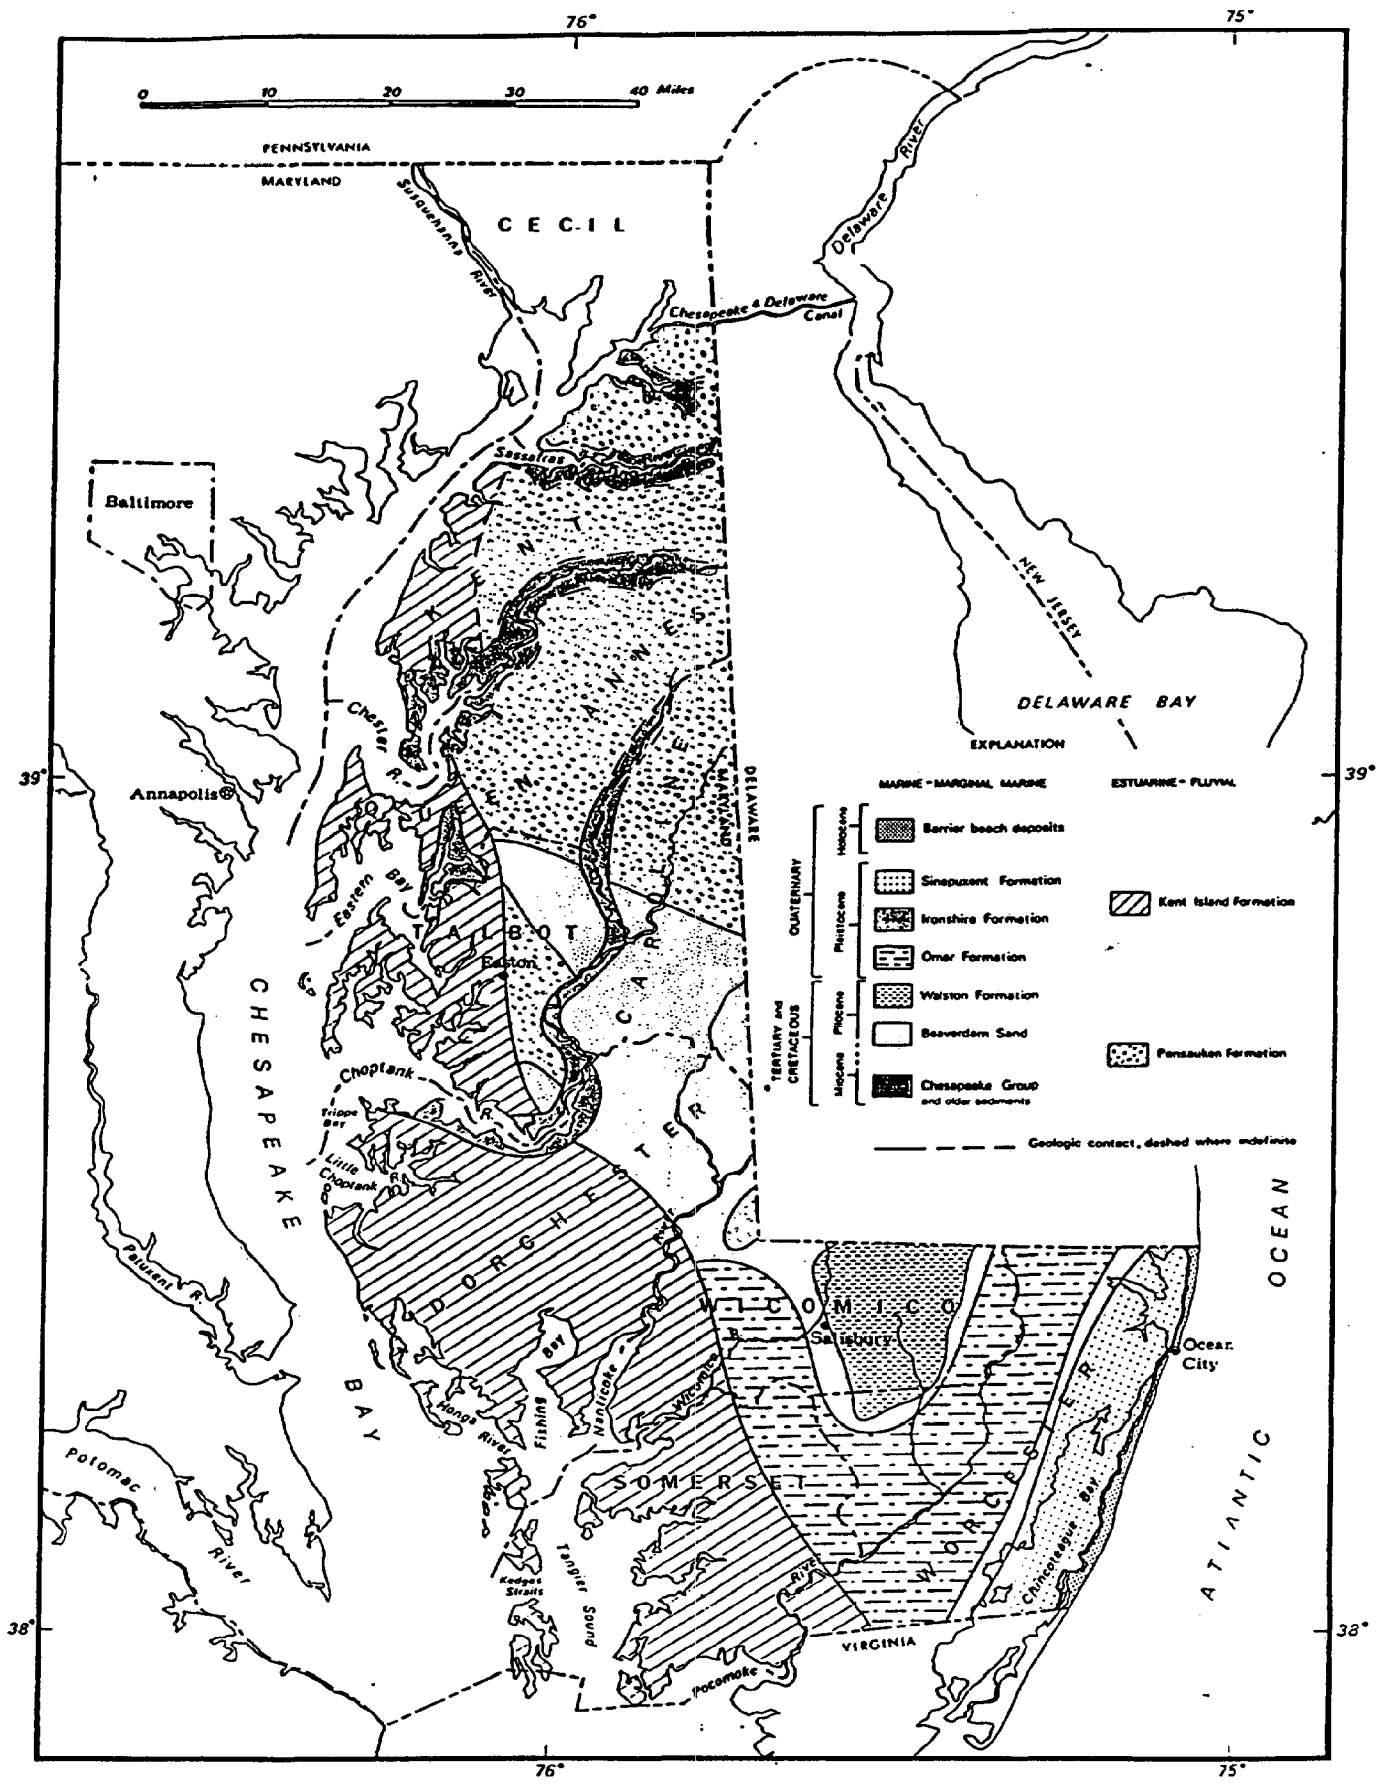 76°
75°
0 10 20 30 40 Miles
PENNSYLVANIA
MARYLAND
Susquehanna River
CECIL
Delaware River
Chesapeake & Delaware
Canal
Sassafras River
Baltimore
KENT
NEW JERSEY
QUEEN ANNES
DELAWARE BAY
Chester R.
39°
39°
Annapolis
MARYLAND
DELAWARE
EXPLANATION
MARINE-MARGINAL MARINE
ESTUARINE-FLUVIAL
QUATERNARY
Holocene
Barrier beach deposits
Pleistocene
Sinepuxent Formation
Kent Island Formation
Ironshire Formation
Omar Formation
TERTIARY and CRETACEOUS
Pliocene
Walston Formation
Beaverdam Sand
Pensauken Formation
Miocene
Chesapeake Group
and older sediments
Geologic contact, dashed where indefinite
Eastern Bay
TALBOT
Easton
CAROLINE
CHESAPEAKE BAY
Choptank R.
Trippe Bay
Little Choptank R.
DORCHESTER
Patuxent R.
WICOMICO
Salisbury
Ocean City
ATLANTIC OCEAN
Fishing Bay
Nanticoke River
Wicomico R.
Honga River
Potomac River
SOMERSET
WORCESTER
Chincoteague Bay
Kedges Straits
Tangier Sound
Pocomoke River
VIRGINIA
38°
38°
76°
75°